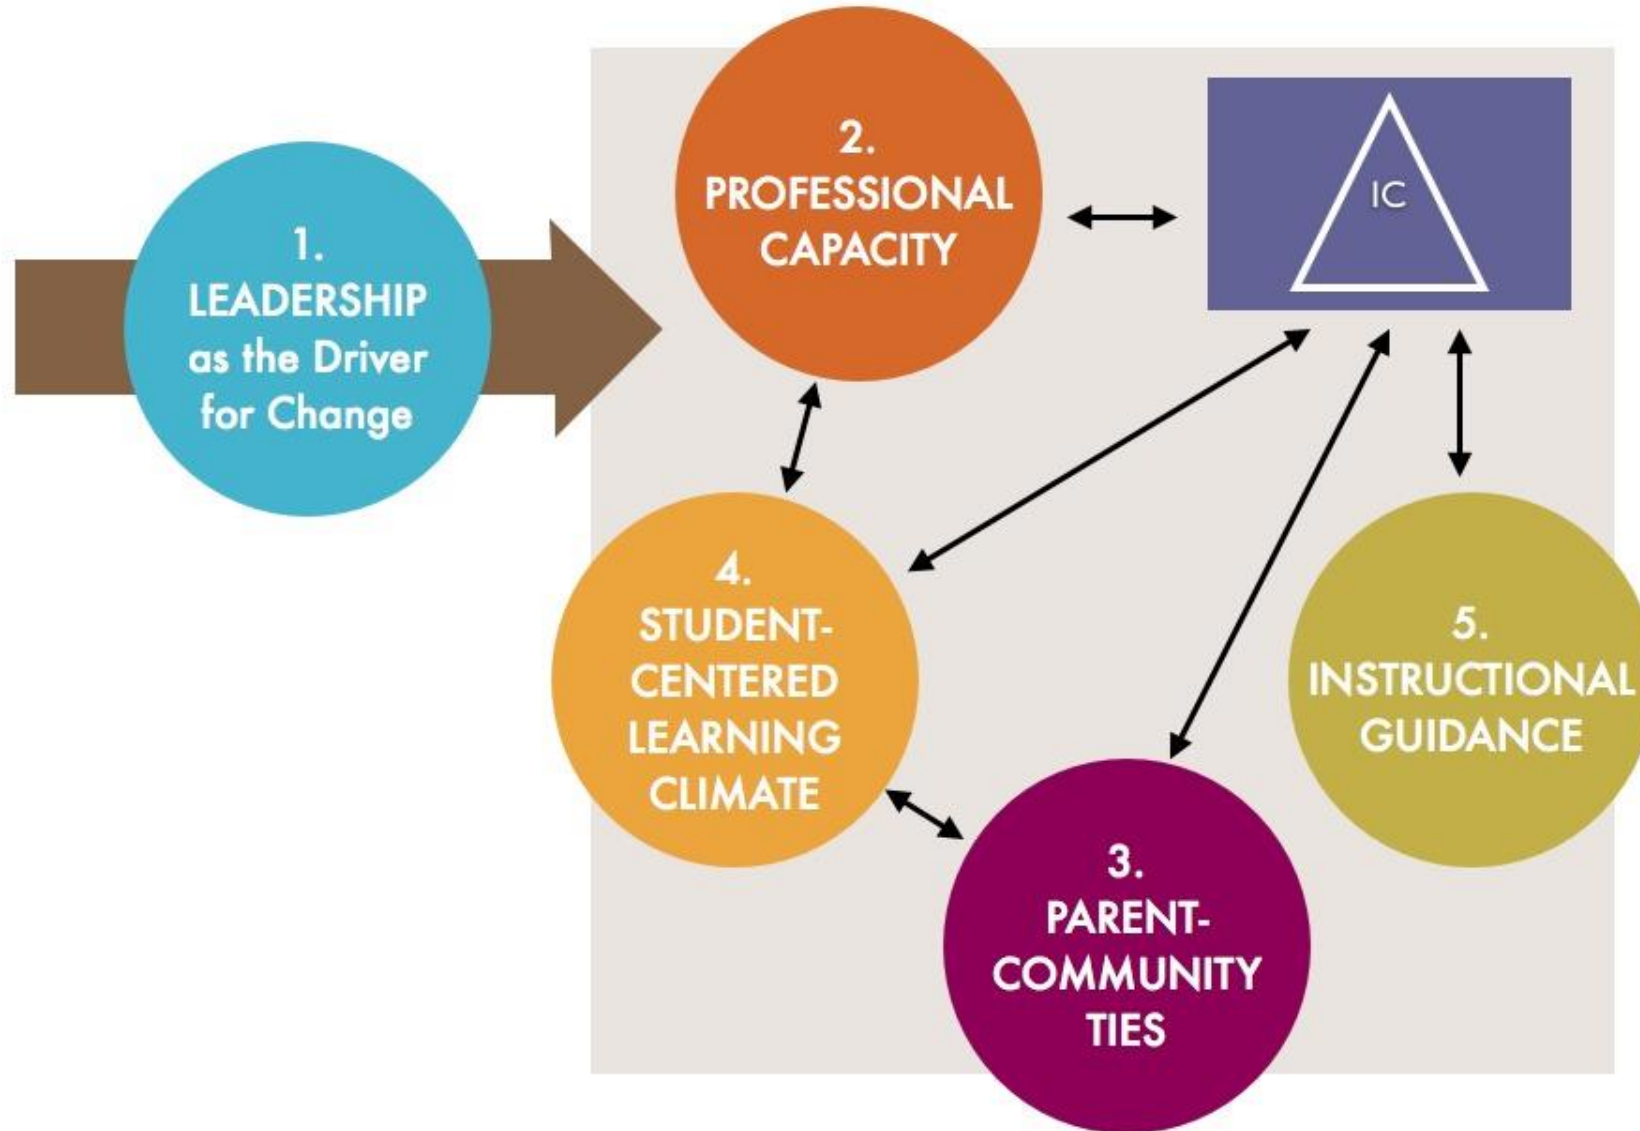 1.
LEADERSHIP
as the Driver
for Change
2.
PROFESSIONAL
CAPACITY
IC
4.
STUDENT-
CENTERED
LEARNING
CLIMATE
5.
INSTRUCTIONAL
GUIDANCE
3.
PARENT-
COMMUNITY
TIES